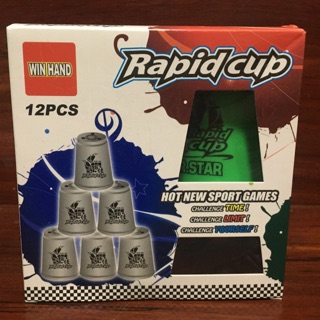 WIN HAND
Rapid cup
12PCS
Rapid
cup
STAR
HOT NEW SPORT GAMES
CHALLENGE TIME!
CHALLENGE LIMIT!
CHALLENGE YOURSELF!